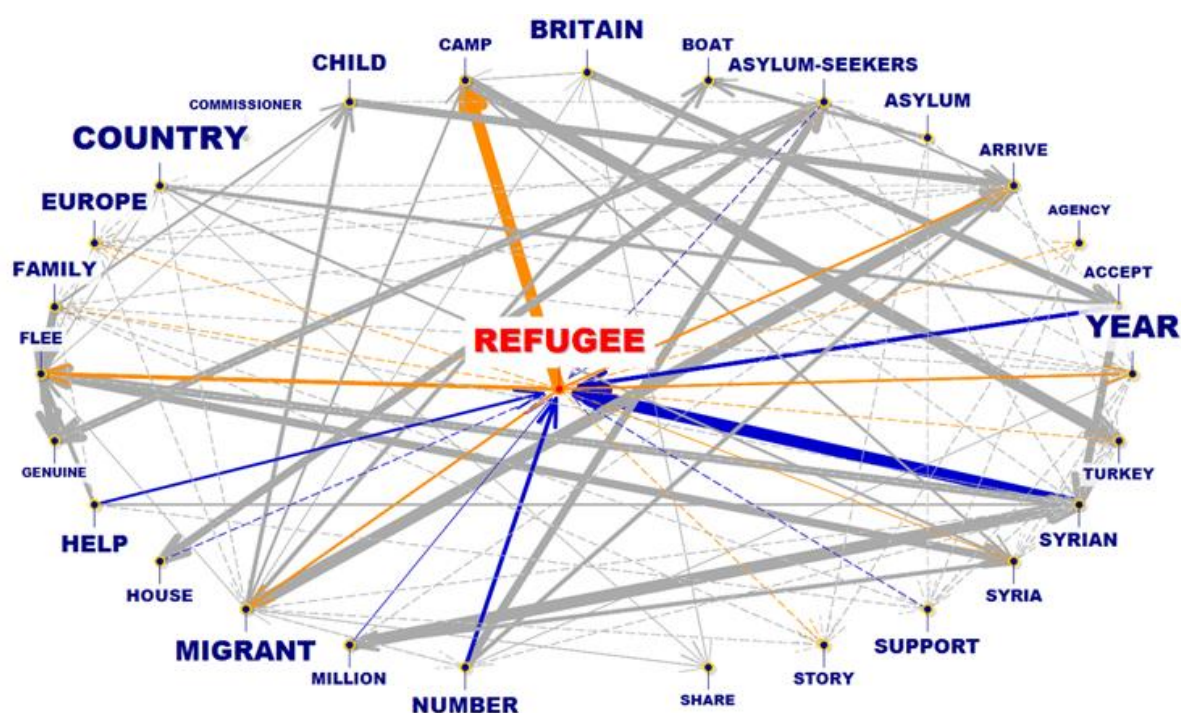 BRITAIN
CAMP
BOAT
CHILD
ASYLUM-SEEKERS
COMMISSIONER
ASYLUM
COUNTRY
ARRIVE
EUROPE
AGENCY
FAMILY
ACCEPT
FLEE
REFUGEE
YEAR
GENUINE
TURKEY
HELP
SYRIAN
HOUSE
SYRIA
MIGRANT
SUPPORT
MILLION
STORY
NUMBER
SHARE